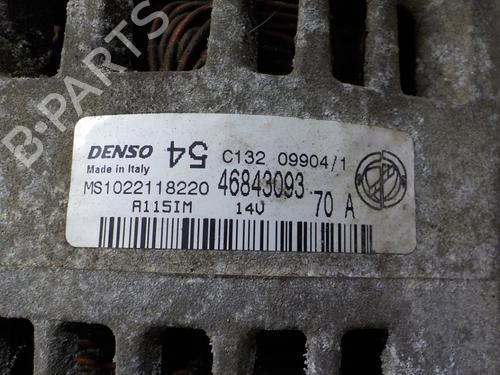 B-PARTS
DENSO 54 C132 09904/1
Made in Italy
MS1022118220 46843093 70 A
A115IM 14V